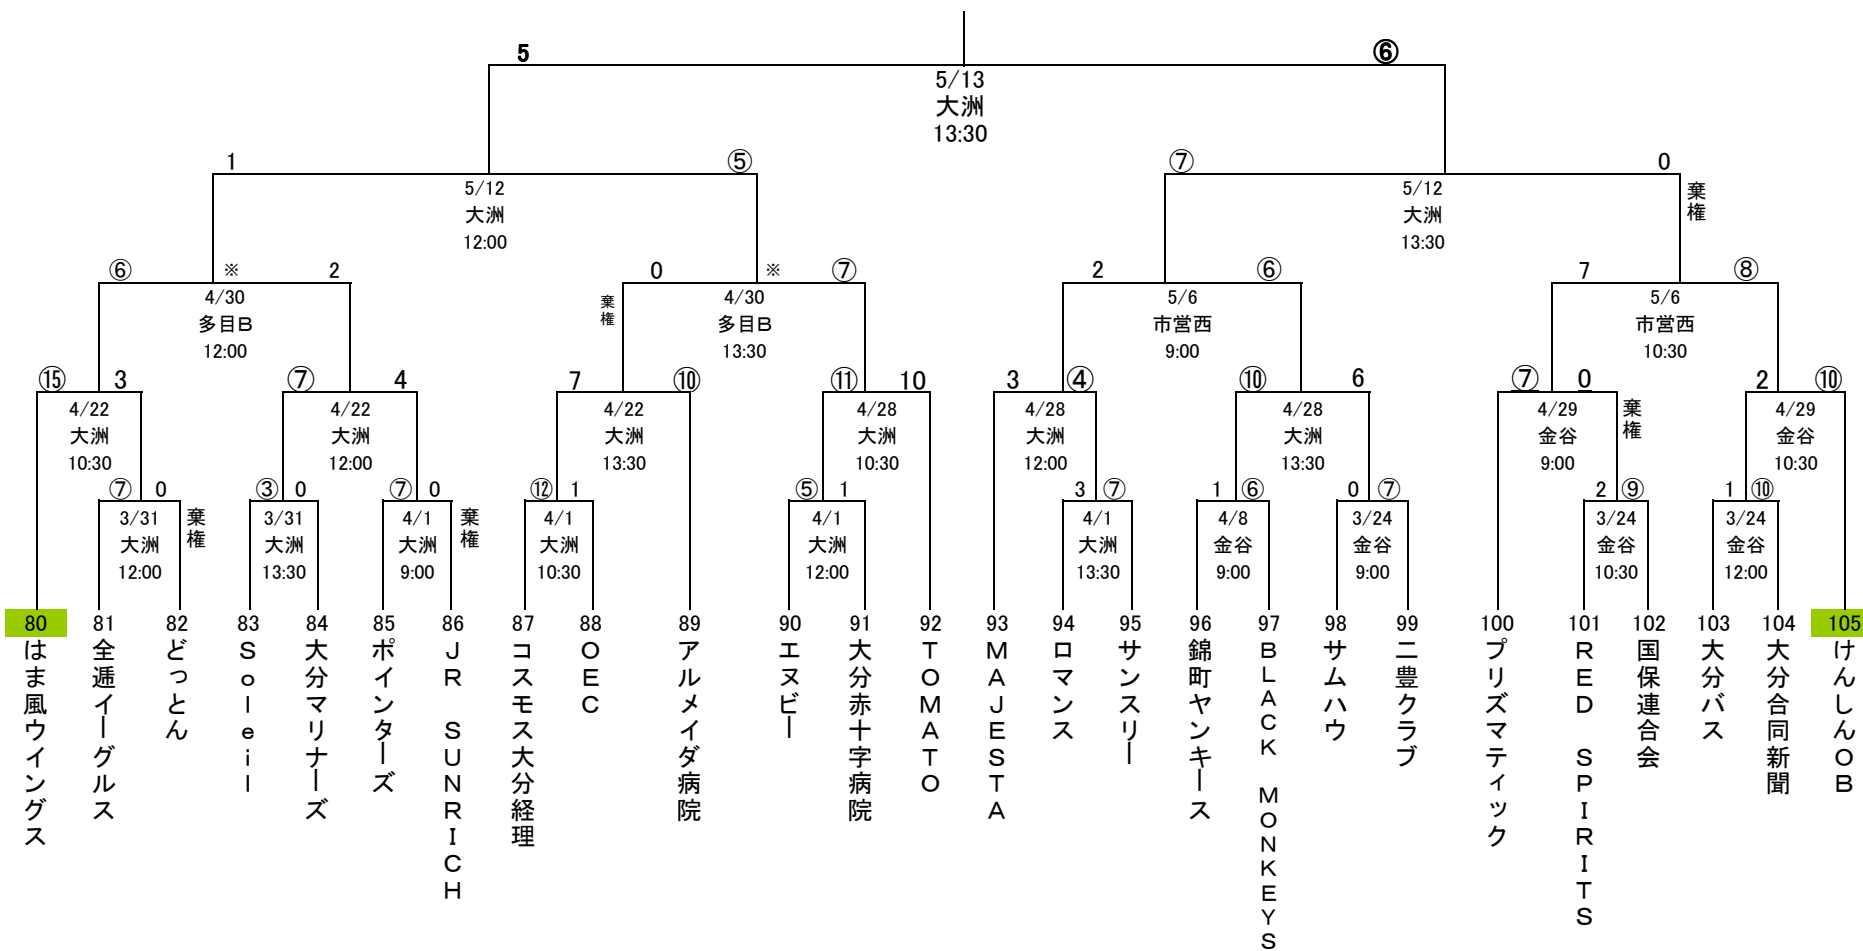 5 ⑥
5/13
大洲
13:30
1 ⑤ ⑦ 0
5/12 5/12 棄権
大洲 大洲
12:00 13:30
⑥ ※ 2 0 ※ ⑦ 2 ⑥ 7 ⑧
4/30 棄権 4/30 5/6 5/6
多目B 多目B 市営西 市営西
12:00 13:30 9:00 10:30
⑮ 3 ⑦ 4 7 ⑩ ⑪ 10 3 ④ ⑩ 6 ⑦ 0 2 ⑩
4/22 4/22 4/22 4/28 4/28 4/28 4/29 棄権 4/29
大洲 大洲 大洲 大洲 大洲 大洲 金谷 金谷
10:30 12:00 13:30 10:30 12:00 13:30 9:00 10:30
⑦ 0 ③ 0 ⑦ 0 ⑫ 1 ⑤ 1 3 ⑦ 1 ⑥ 0 ⑦ 2 ⑨ 1 ⑩
3/31 棄権 3/31 4/1 棄権 4/1 4/1 4/1 4/8 3/24 3/24 3/24
大洲 大洲 大洲 大洲 大洲 大洲 金谷 金谷 金谷 金谷
12:00 13:30 9:00 10:30 12:00 13:30 9:00 9:00 10:30 12:00
80 81 82 83 84 85 86 87 88 89 90 91 92 93 94 95 96 97 98 99 100 101 102 103 104 105
はま風ウイングス
全逓イーグルス
どっとん
Soleil
大分マリナーズ
ポインターズ
JR SUNRICH
コスモス大分経理
OEC
アルメイダ病院
エヌビー
大分赤十字病院
TOMATO
MAJESTA
ロマンス
サンスリー
錦町ヤンキース
BLACK MONKEYS
サムハウ
二豊クラブ
プリズマティック
RED SPIRITS
国保連合会
大分バス
大分合同新聞
けんしんOB